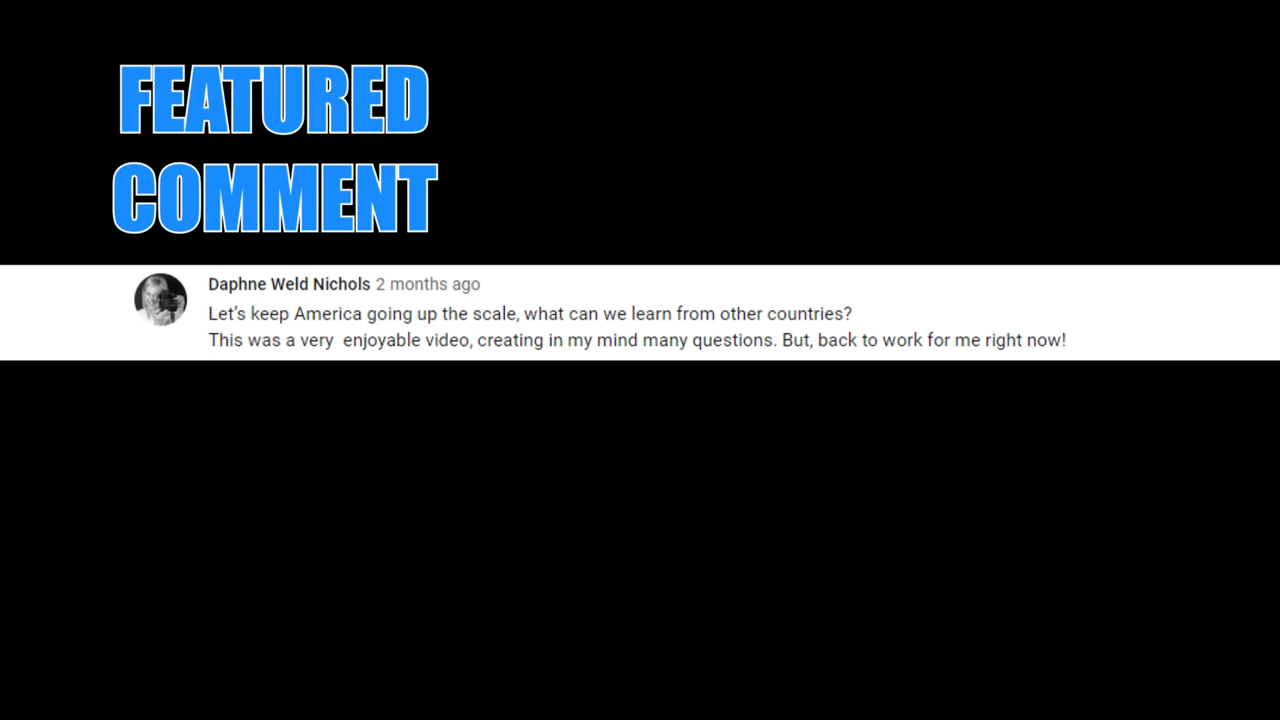 FEATURED
COMMENT
Daphne Weld Nichols 2 months ago
Let’s keep America going up the scale, what can we learn from other countries?
This was a very  enjoyable video, creating in my mind many questions. But, back to work for me right now!